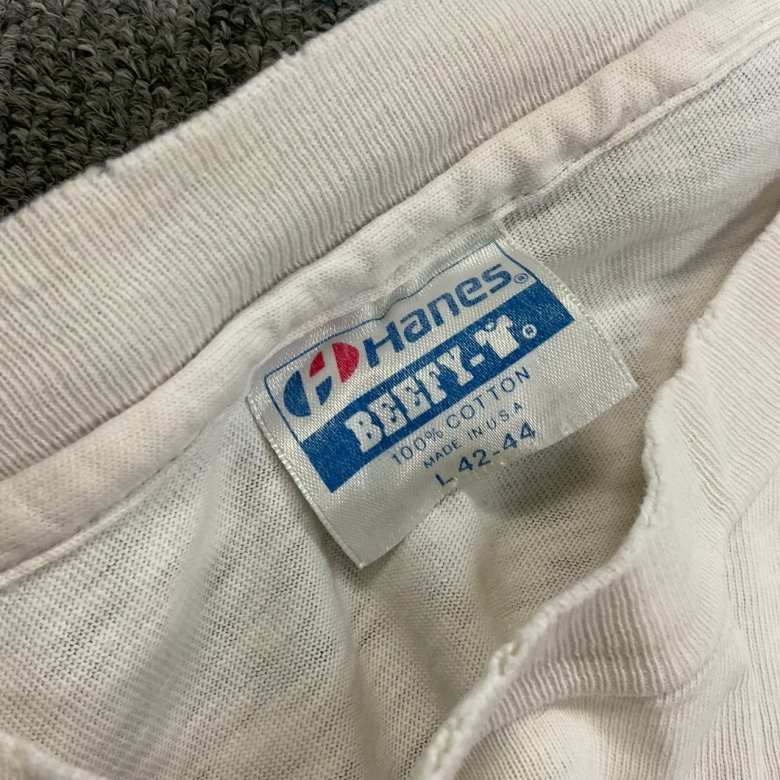 Hanes®
BEEFY-T®
100% COTTON
MADE IN U.S.A
L 42-44